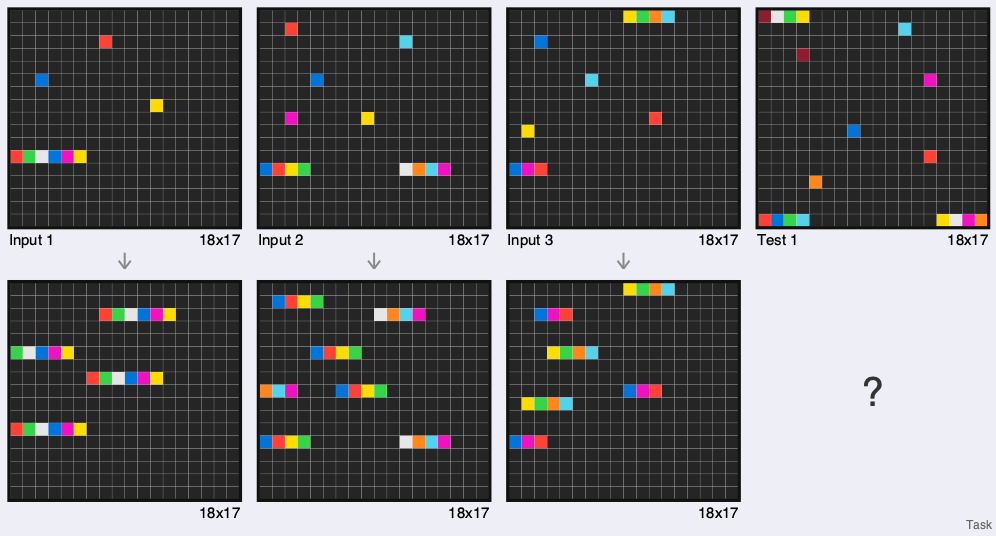 Input 1 18x17
Input 2 18x17
Input 3 18x17
Test 1 18x17
18x17
18x17
18x17
?
Task